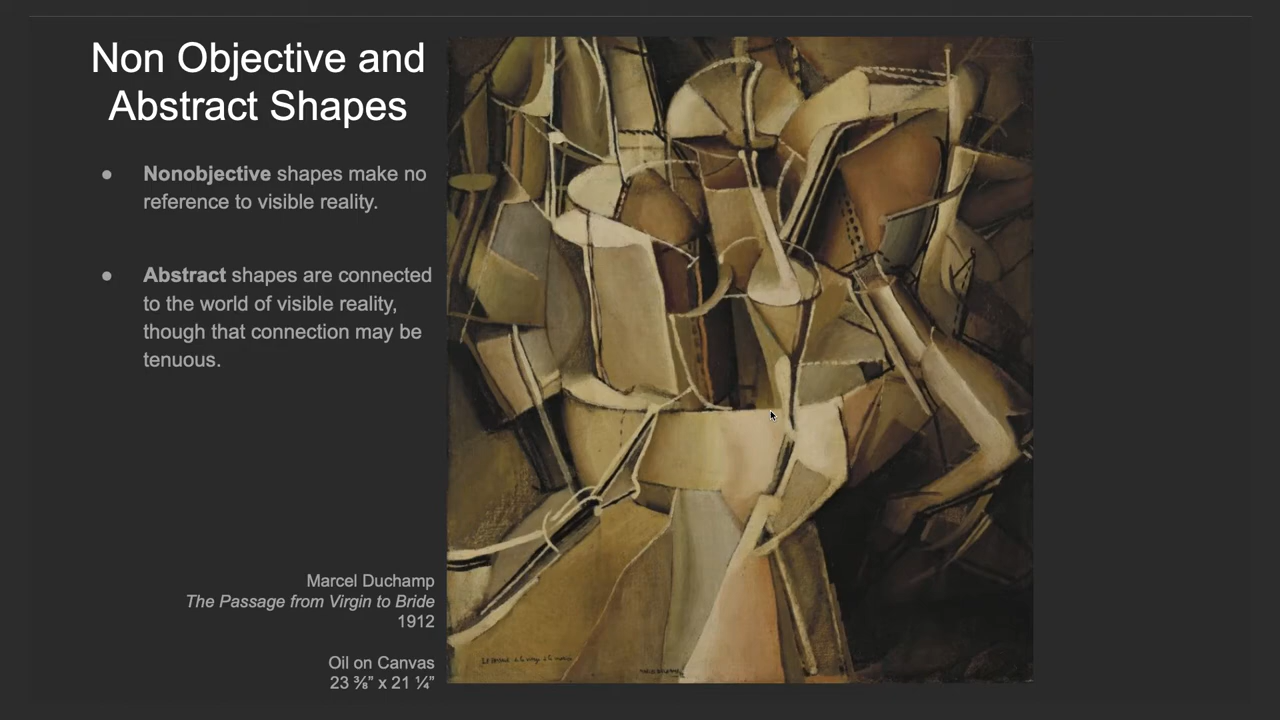 Non Objective and
Abstract Shapes
● Nonobjective shapes make no
reference to visible reality.
● Abstract shapes are connected
to the world of visible reality,
though that connection may be
tenuous.
Marcel Duchamp
The Passage from Virgin to Bride
1912
Oil on Canvas
23 ⅜” x 21 ¼”